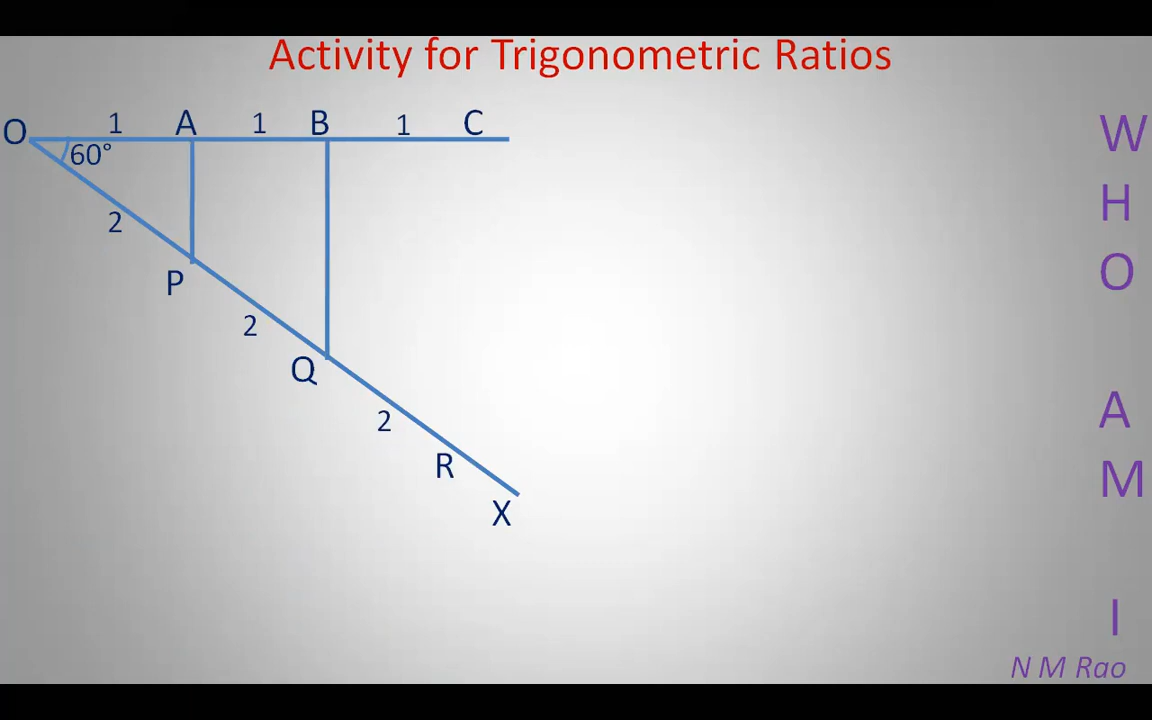 Activity for Trigonometric Ratios
O 1 A 1 B 1 C
60°
2
P
2
Q
2
R
X
W
H
O
A
M
I
N M Rao